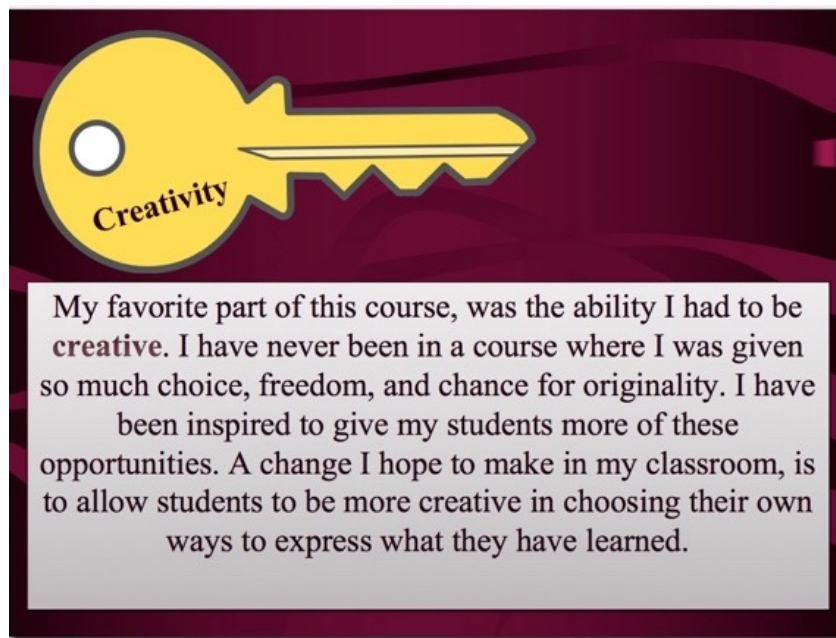 Creativity
My favorite part of this course, was the ability I had to be
creative. I have never been in a course where I was given
so much choice, freedom, and chance for originality. I have
been inspired to give my students more of these
opportunities. A change I hope to make in my classroom, is
to allow students to be more creative in choosing their own
ways to express what they have learned.